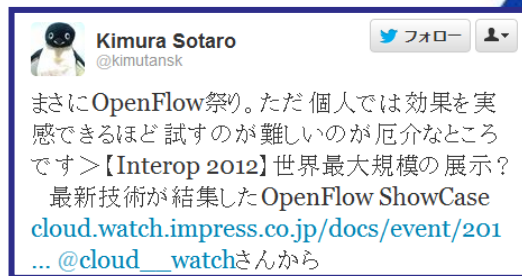 Kimura Sotaro
@kimutansk
フォロー
まさにOpenFlow祭り。ただ個人では効果を実
感できるほど試すのが難しいのが厄介なところ
です＞【Interop 2012】世界最大規模の展示？
最新技術が結集したOpenFlow ShowCase
cloud.watch.impress.co.jp/docs/event/201
... @cloud__watchさんから